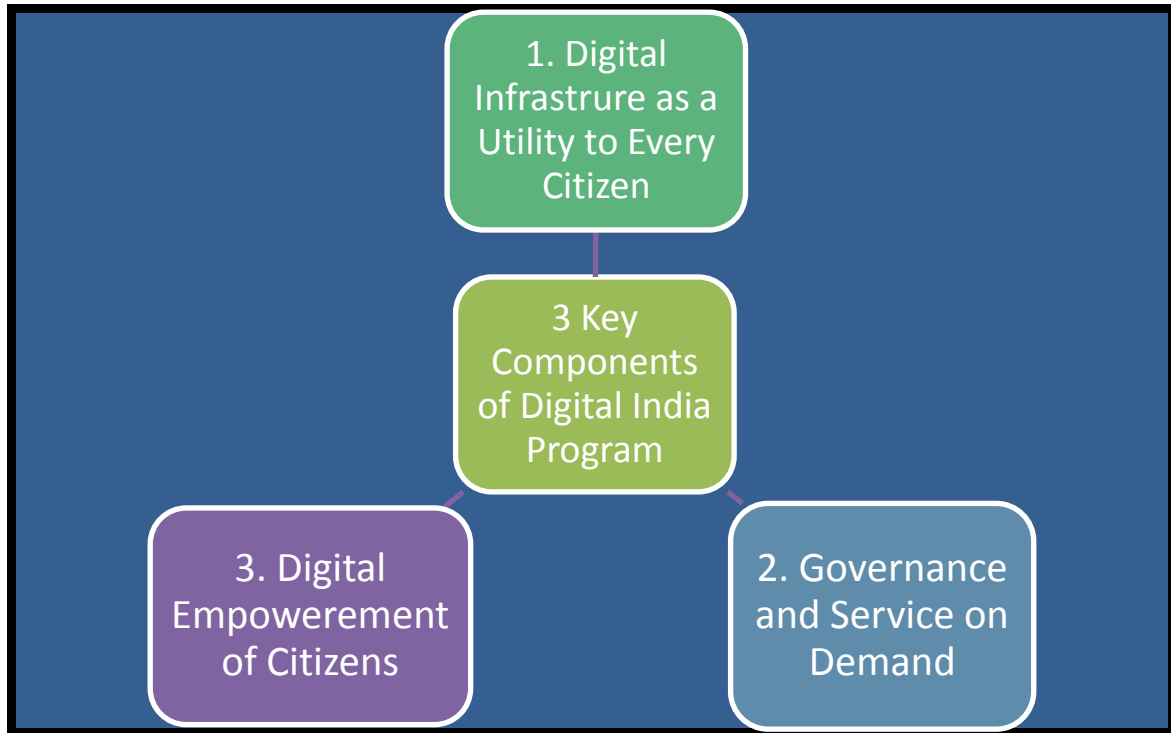 1. Digital
Infrastrure as a
Utility to Every
Citizen
3 Key
Components
of Digital India
Program
3. Digital
Empowerement
of Citizens
2. Governance
and Service on
Demand